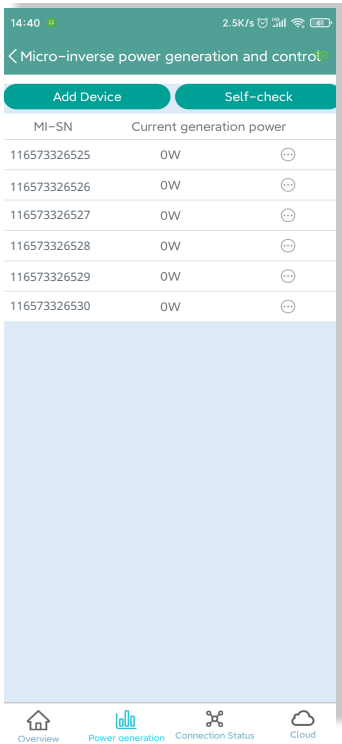 14:40 2.5K/s 61
Micro-inverse power generation and control
Add Device Self-check
MI-SN Current generation power
116573326525 0W
116573326526 0W
116573326527 0W
116573326528 0W
116573326529 0W
116573326530 0W
Overview Power generation Connection Status Cloud